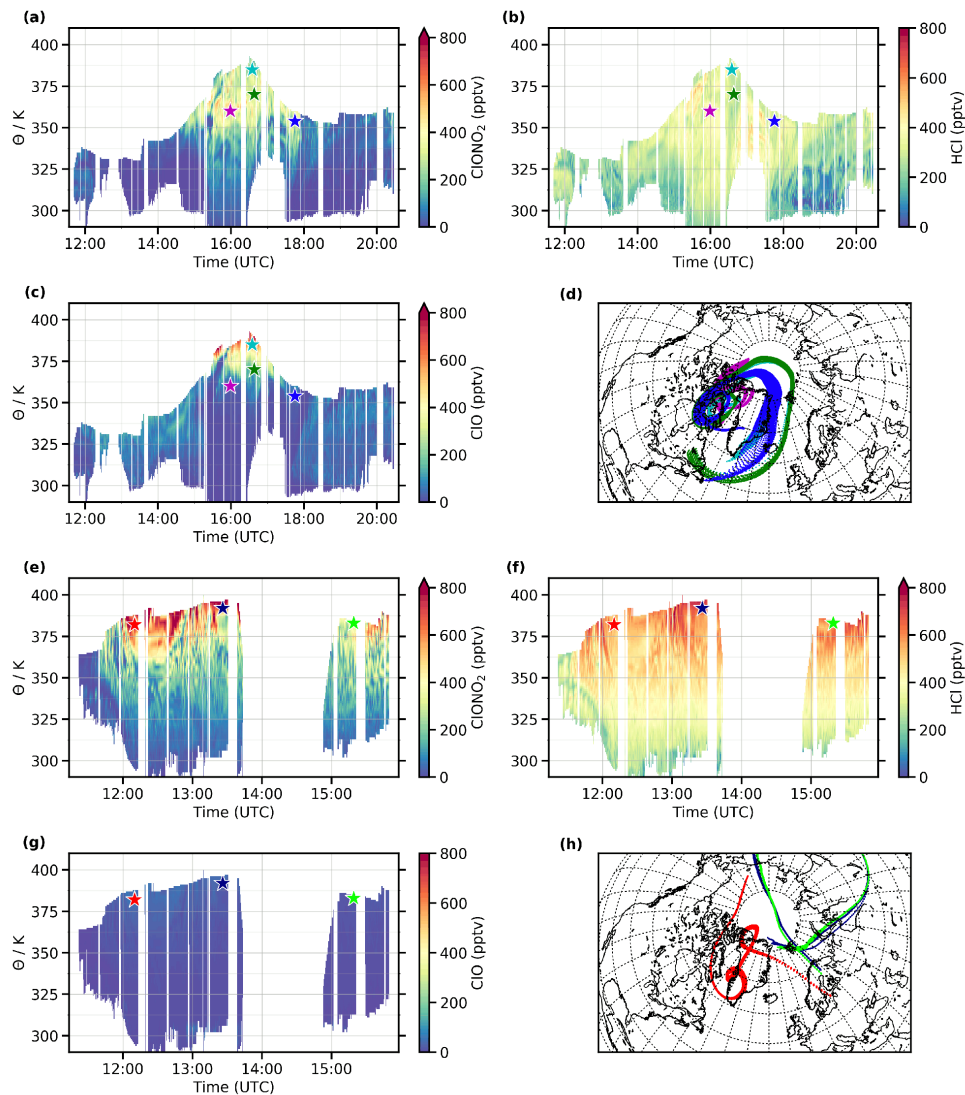 (a)
400
375
350
325
300
Θ / K
12:00 14:00 16:00 18:00 20:00
Time (UTC)
800
600
400
200
0
ClONO₂ (pptv)
(b)
400
375
350
325
300
Θ / K
12:00 14:00 16:00 18:00 20:00
Time (UTC)
800
600
400
200
0
HCl (pptv)
(c)
400
375
350
325
300
Θ / K
12:00 14:00 16:00 18:00 20:00
Time (UTC)
800
600
400
200
0
ClO (pptv)
(d)
(e)
400
375
350
325
300
Θ / K
12:00 13:00 14:00 15:00
Time (UTC)
800
600
400
200
0
ClONO₂ (pptv)
(f)
400
375
350
325
300
Θ / K
12:00 13:00 14:00 15:00
Time (UTC)
800
600
400
200
0
HCl (pptv)
(g)
400
375
350
325
300
Θ / K
12:00 13:00 14:00 15:00
Time (UTC)
800
600
400
200
0
ClO (pptv)
(h)